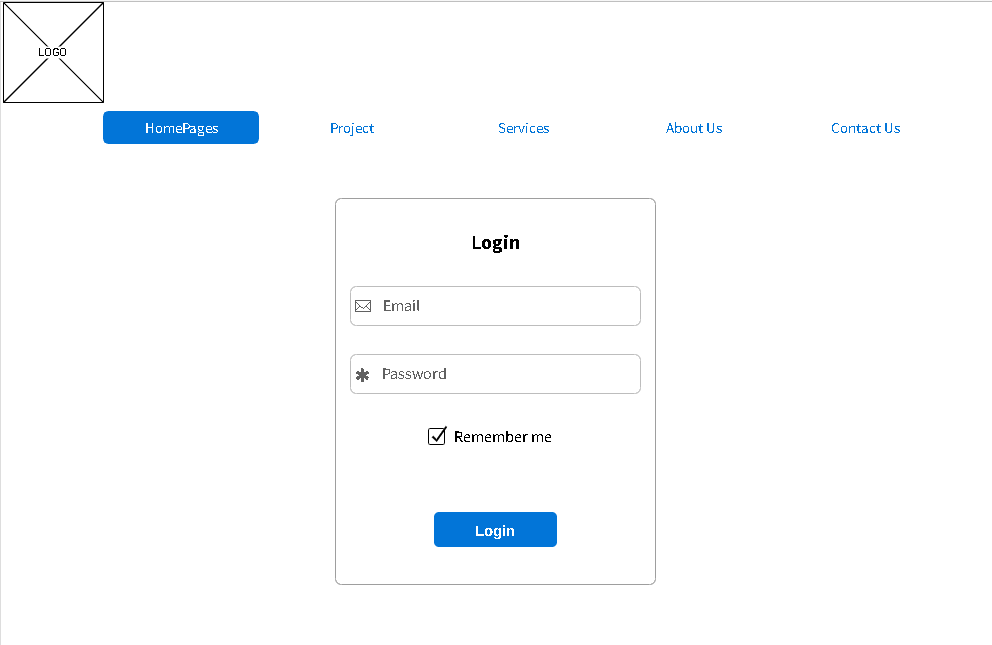 LOGO
HomePages Project Services About Us Contact Us
Login
Email
Password
Remember me
Login